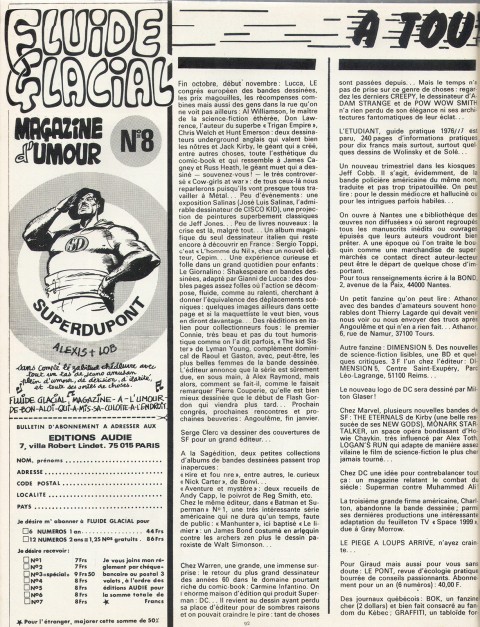 FLUIDE
GLACIAL
MAGAZINE
d'UMOUR
N°8
SUPERDUPONT
ALEXIS + LOB
FLUIDE GLACIAL, MAGAZINE-A-L'UMOUR-
DE-BON-ALOI-QUI-A-MIS-SA-CULOTTE-A-L'ENDROIT
BULLETIN D'ABONNEMENT A ADRESSER AUX
EDITIONS AUDIE
7, villa Robert Lindet. 75 015 PARIS
NOM, prénoms
ADRESSE
CODE POSTAL
LOCALITE
PAYS
Je désire m' abonner à FLUIDE GLACIAL pour
6 NUMEROS 1 an 44 Frs
12 NUMEROS 2 ans 86 Frs
Je désire recevoir:
N°1 7Frs Je vous joins mon ré-
N°2 7Frs glement par chèque-
N°3 «spécial» 9 Frs 50 bancaire ou postal 3
N°4 8Frs volets, à l'ordre des
N°5 8Frs éditions AUDIE pour
N°6 8Frs la somme totale de
N°7 8Frs * Francs
* Pour l'étranger, majorer cette somme de 50%
A TOU
Fin octobre, début novembre : Lucca, LE
congrès européen des bandes dessinées,
les prix magouilles, les récompenses com-
bines mais aussi des gens dans la rue qu'on
ne voit pas ailleurs : Al Williamson, le maître
de la science-fiction éthérée, Don Law-
rence, l'auteur du superbe « Trigan Empire »,
Chris Welch et Hunt Emerson : deux dessina-
teurs underground anglais qui valent bien
les nôtres et Jack Kirby, le géant qui a créé,
entre autres choses, toute l'esthétique du
comic-book et qui ressemble à James Ca-
gney et Russ Heath, le géant muet qui a des-
siné — souvenez-vous! — le très controver-
sé « Cow-girls at war» : de tous ceux-là nous
reparlerons puisqu'ils vont presque tous tra-
vailler à Métal... Peu d'événements : une
exposition Salinas (José Luis Salinas, l'admi-
rable dessinateur de CISCO KID), une projec-
tion de peintures superbement classiques
de Jeff Jones... Peu de livres nouveaux : la
crise est là, malgré tout... Un album magni-
fique du seul dessinateur italien qui reste
encore à découvrir en France : Sergio Toppi,
c'est « L'homme du Nil », chez un nouvel édi-
teur, Cepim... Une expérience curieuse et
folle dans un grand quotidien pour enfants :
Le Giornalino : Shakespeare en bandes des-
sinées, adapté par Gianni de Lucca : des dou-
bles pages assez folles où l'action se décom-
pose, fluide, comme au ralenti, cherchant à
donner l'équivalence des déplacements scé-
niques : quelques images ailleurs dans cette
page et si la maquettiste le veut bien, vous
en diront davantage... Des rééditions en ita-
lien pour collectionneurs fous : le premier
Connie, très beau et pas du tout humoris-
tique comme on l'a dit parfois, «The kid Sis-
ter» de Lyman Young, complément domini-
cal de Raoul et Gaston, avec, peut-être, les
plus belles femmes de la bande dessinée.
L'éditeur annonce que la série est sûrement
due, en sous main, à Alex Raymond, mais
alors, comment se fait-il, comme le faisait
remarquer Pierre Couperie, qu'elle est bien
mieux dessinée que le début de Flash Gor-
don qui viendra plus tard... Prochain
congrès, prochaines rencontres et pro-
chaines beuveries : Angoulême, fin janvier.
Serge Clerc va dessiner des couvertures de
SF pour un grand éditeur...
A la Sagédition, deux petites collections
d'albums de bandes dessinées passent trop
inaperçues :
« Hire et fou rire », entre autres, le curieux
« Nick Carter », de Bonvi.
« Aventure et mystère » : deux recueils de
Andy Capp, le poivrot de Reg Smith, etc.
Chez le même éditeur, dans « Batman et Su-
perman » N° 1, une très intéressante série
américaine qui ne dura qu'un temps, faute
de public : « Manhunter », ici baptisé « Le li-
mier» : un James Bond costumé en arlequin
contre les archers zen plus le dessin pa-
roxiste de Walt Simonson.
Chez Warren, une grande, une immense sur-
prise : le retour du plus grand dessinateur
des années 60 dans le domaine pourtant
riche du comic-book : Carmine Infantino. On
l'énorme maison d'édition qui produit Super-
man : DC... Il revient au dessin ayant perdu
sa place d'éditeur pour de sombres raisons
et on pouvait craindre le pire : tant de choses
sont passées depuis... Mais le temps n'
pas de prise sur ce genre de choses : regar-
dez les derniers CREEPY, le dessinateur d'A-
DAM STRANGE et de POW WOW SMITH
n'a rien perdu de son élégance ni ses archi-
tectures fantomatiques de leur éclat...
L'ETUDIANT, guide pratique 1976/77 est
paru, 240 pages d'informations pratiques
pour dix francs mais surtout, surtout quel-
ques dessins de Wolinsky et de Solé...
Un nouveau trimestriel dans les kiosques :
Jeff Cobb. Il s'agit, évidemment, de la
bande policière américaine du même nom,
traduite et pas trop tripatouillée. On peut
lire : pour le dessin médiocre et halluciné ou
pour les intrigues parfois habiles...
On ouvre à Nantes une « bibliothèque des
œuvres non diffusées » où seront regroupés
tous les manuscrits inédits ou ouvrages
épuisés que leurs auteurs voudront bien
prêter. A une époque où l'on traite le bou-
quin comme une marchandise de super
marchés ce contact direct auteur-lecteur
peut être le départ de quelque chose d'im-
portant.
Pour tous renseignements écrire à la BOND,
2, avenue de la Paix, 44000 Nantes.
Un petit fanzine qu'on peut lire : Athanor
avec des bandes d'amateurs souvent hono-
rables dont Thierry Lagarde qui devait venir
nous voir ou nous envoyer des trucs après
Angoulême et qui n'en a rien fait... Athanor,
6, rue de Namur, 37100 Tours.
Autre fanzine : DIMENSION 5. Des nouvelles
de science-fiction lisibles, une BD et quel-
ques critiques. 3 F l'un chez l'éditeur : DI-
MENSION 5, Centre Saint-Exupéry, Parc
Léo-Lagrange, 51100 Reims...
Le nouveau logo de DC sera dessiné par Mil-
ton Glaser!
Chez Marvel, plusieurs nouvelles bandes de
SF : THE ETERNALS de Kirby (une belle res-
sucée de ses NEW GODS), MONARK STAR-
TALKER, un space opéra bondissant d'Ho-
wie Chaykin, très influencé par Alex Toth,
LOGAN'S RUN qui adapte de manière assez
vilaine le film de science-fiction le plus cher
jamais tourné...
Chez DC une idée pour contrebalancer tout
ça : un magazine relatant le combat du
siècle : Superman contre Muhammed Ali!
La troisième grande firme américaine, Charl-
ton, abandonne la bande dessinée ; parmi
ses dernières productions une intéressante
adaptation du feuilleton TV « Space 1999 »
due à Gray Morrow.
LE PIEGE A LOUPS ARRIVE, n'ayez crain-
te...
Pour Giraud mais aussi pour vous sans
doute : LE PONT, revue d'écologie pratique
bourrée de conseils passionnants. Abonne-
ment pour un an (6 numéros) : 40,00 F.
Des journaux québécois : BOK, un fanzine
cher (2 dollars) et bien fait consacré au fan-
dom du Kébec ; GRAFFITI, un tabloïde for-